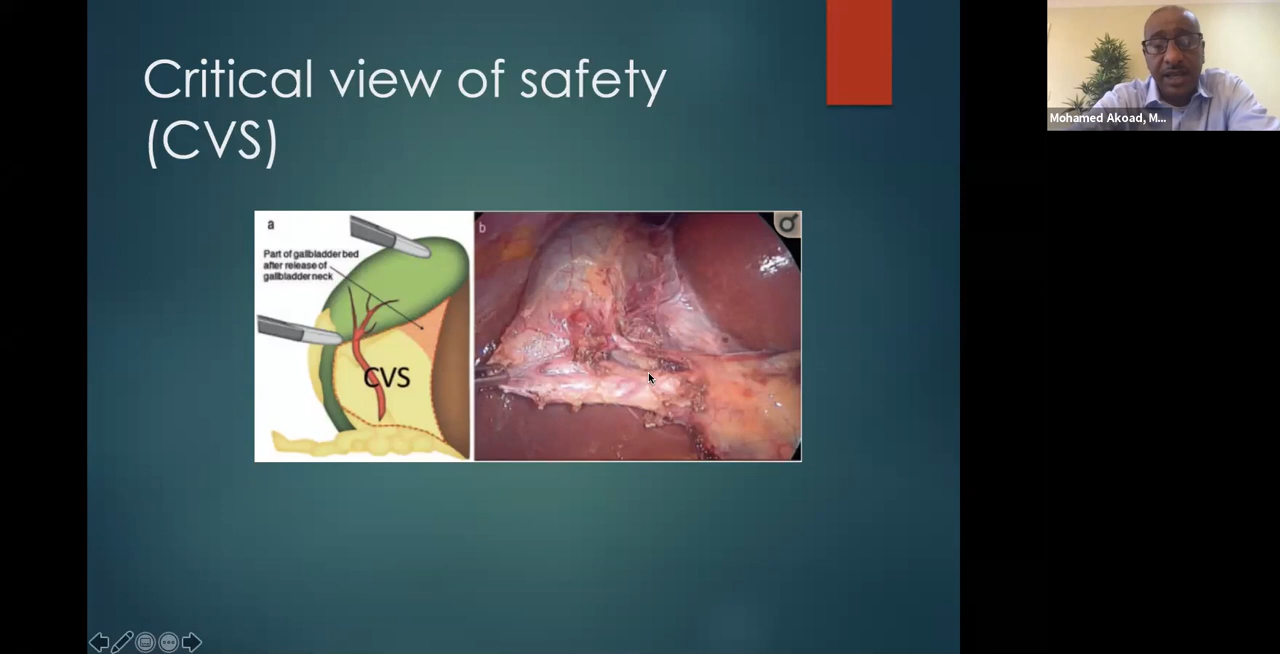 Critical view of safety
(CVS)
a
Part of gallbladder bed
after release of
gallbladder neck
CVS
b
Mohamed Akoad, M...